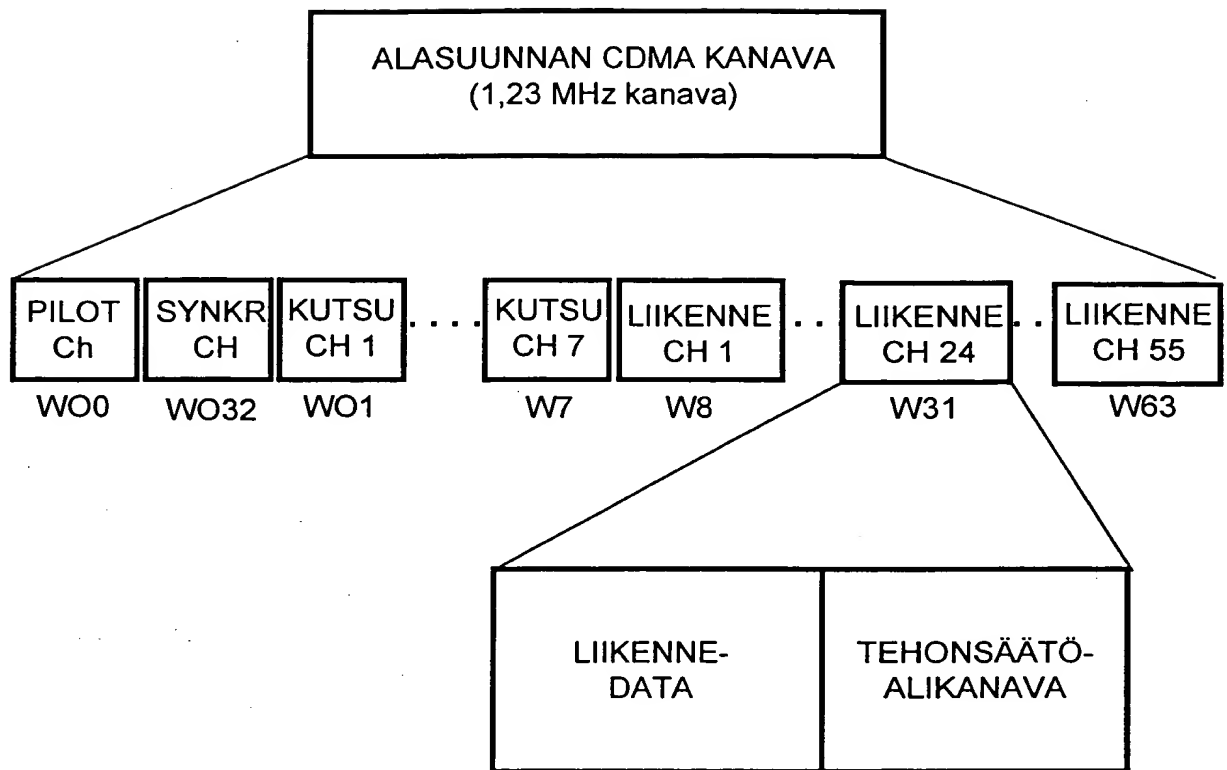 ALASUUNNAN CDMA KANAVA
(1,23 MHz kanava)
PILOT
Ch
SYNKR
CH
KUTSU
CH 1
. . . .
KUTSU
CH 7
LIIKENNE
CH 1
. .
LIIKENNE
CH 24
. .
LIIKENNE
CH 55
WO0
WO32
WO1
W7
W8
W31
W63
LIIKENNE-
DATA
TEHONSÄÄTÖ-
ALIKANAVA